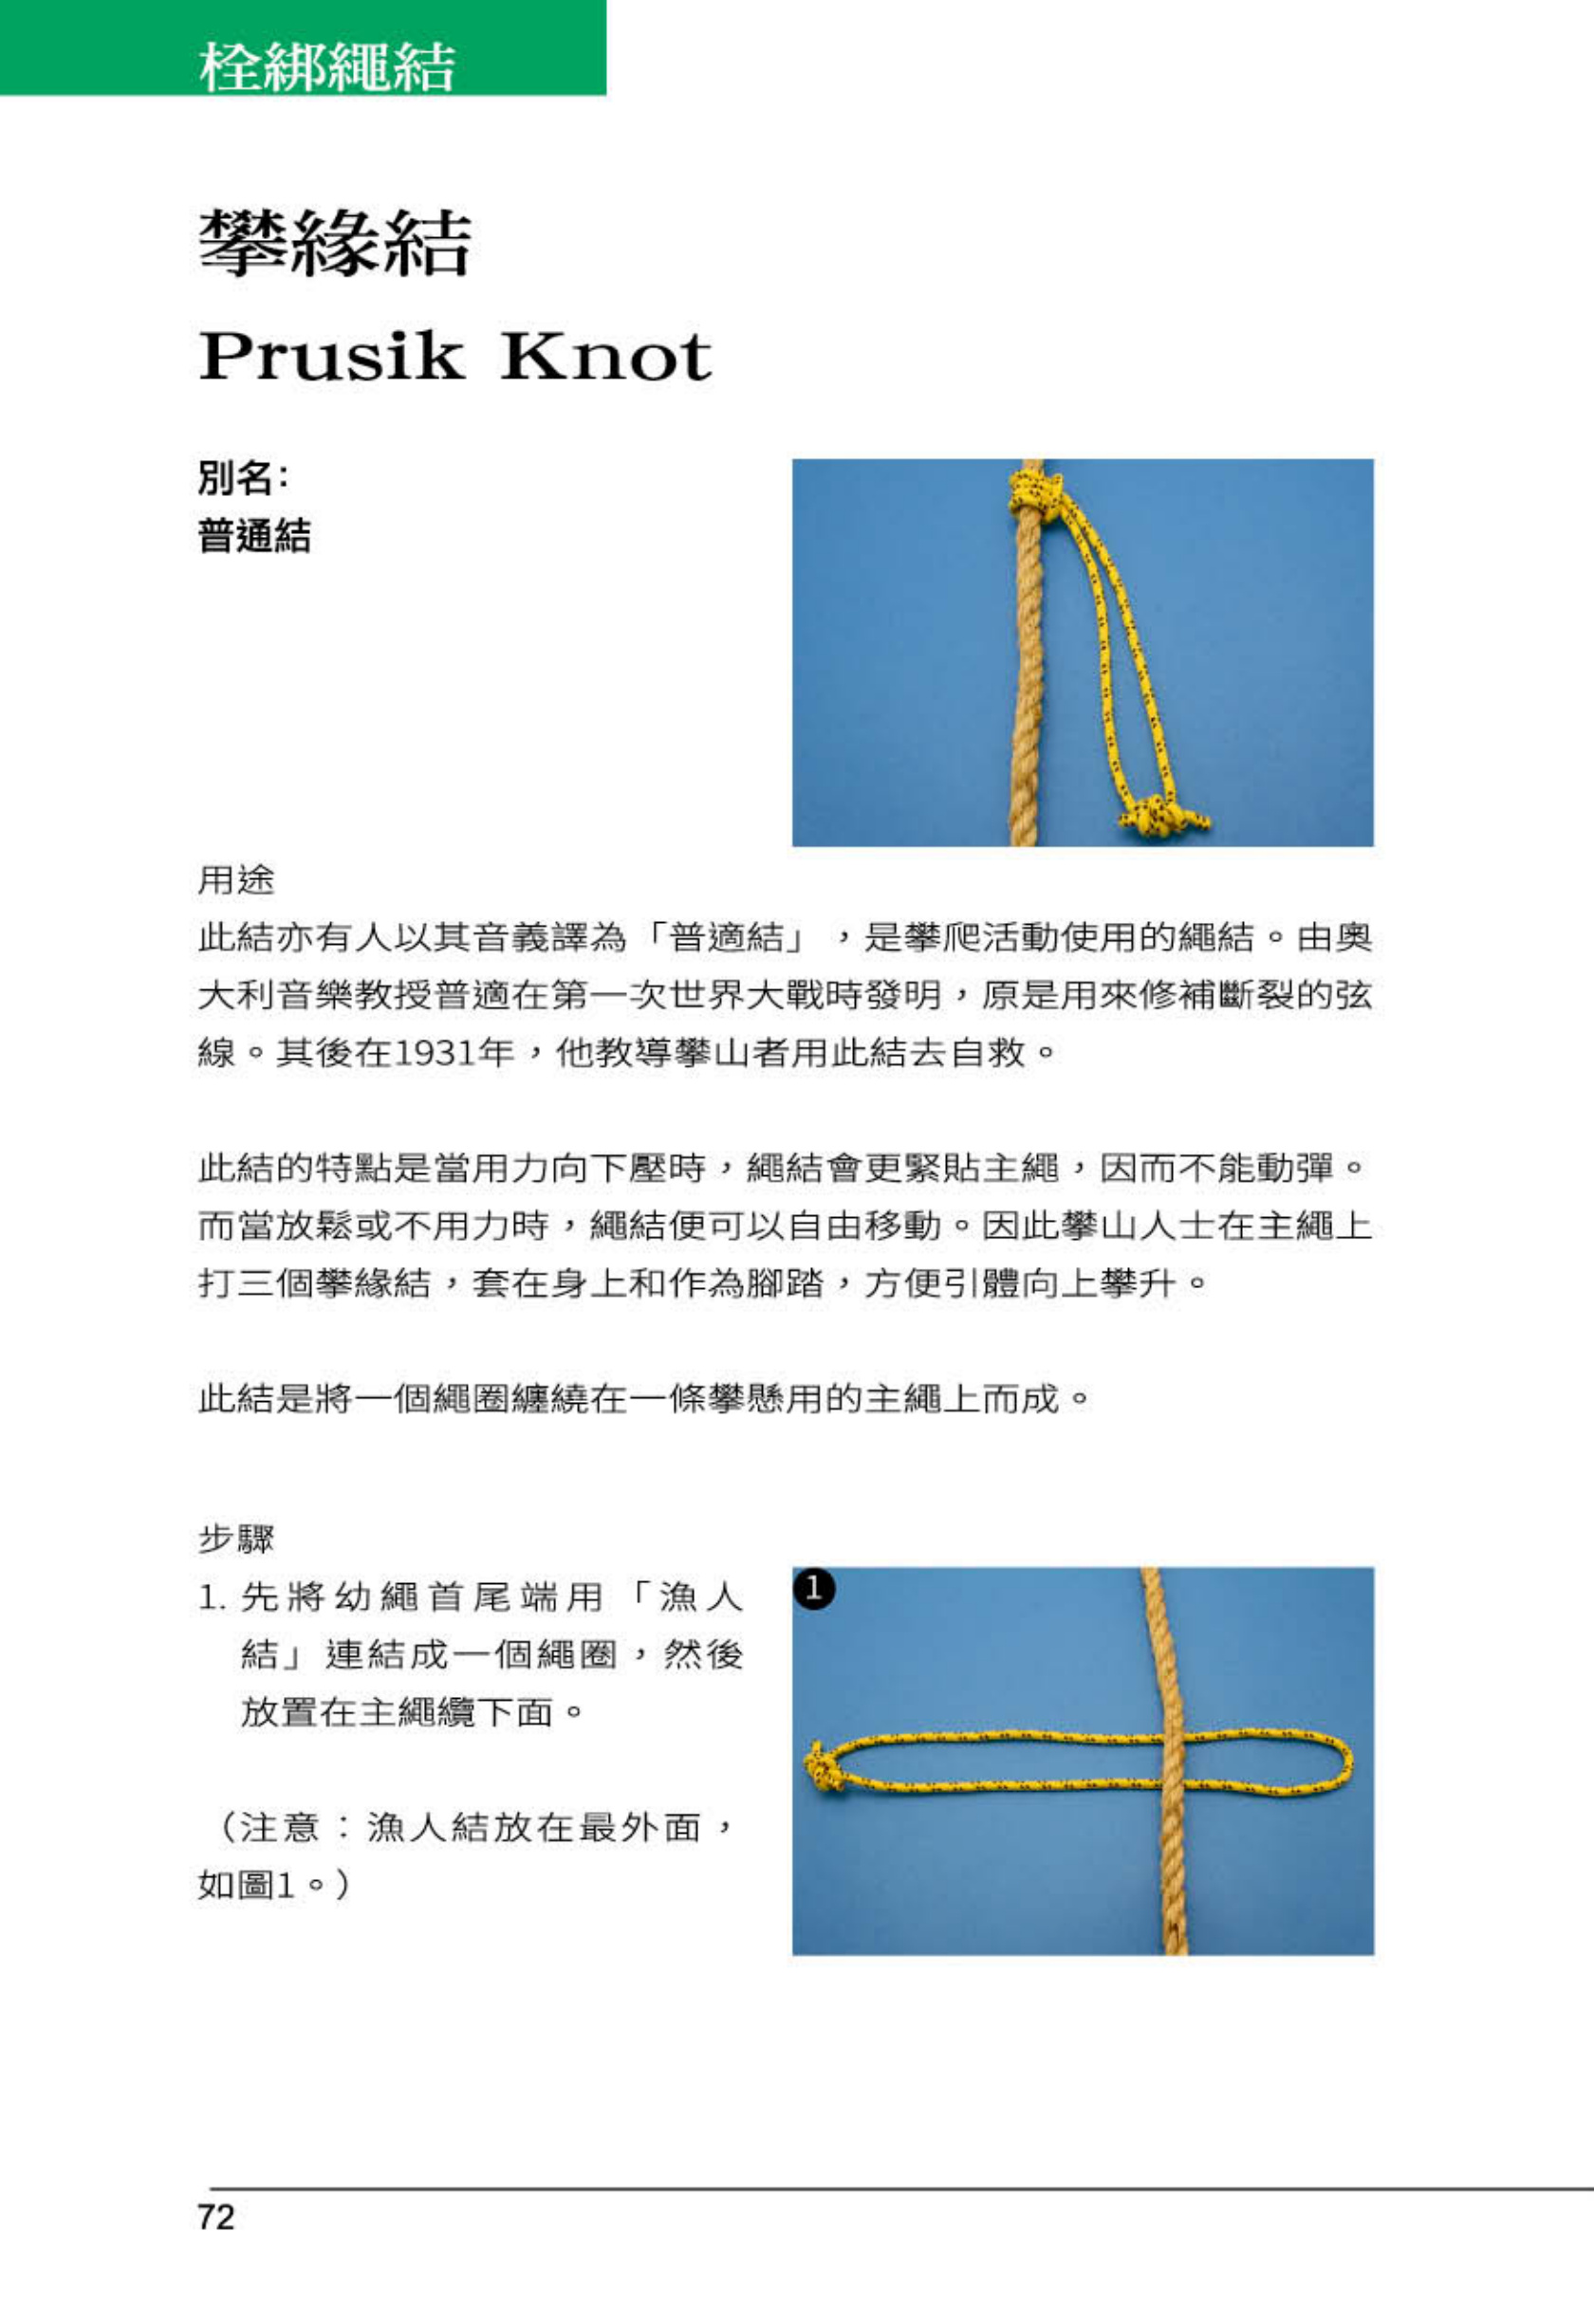 栓綁繩結
攀緣結
Prusik Knot
別名：
普通結
用途
此結亦有人以其音義譯為「普適結」，是攀爬活動使用的繩結。由奧
大利音樂教授普適在第一次世界大戰時發明，原是用來修補斷裂的弦
線。其後在1931年，他教導攀山者用此結去自救。
此結的特點是當用力向下壓時，繩結會更緊貼主繩，因而不能動彈。
而當放鬆或不用力時，繩結便可以自由移動。因此攀山人士在主繩上
打三個攀緣結，套在身上和作為腳踏，方便引體向上攀升。
此結是將一個繩圈纏繞在一條攀懸用的主繩上而成。
步驟
1. 先將幼繩首尾端用「漁人
結」連結成一個繩圈，然後
放置在主繩纜下面。
（注意：漁人結放在最外面，
如圖1。）
1
72